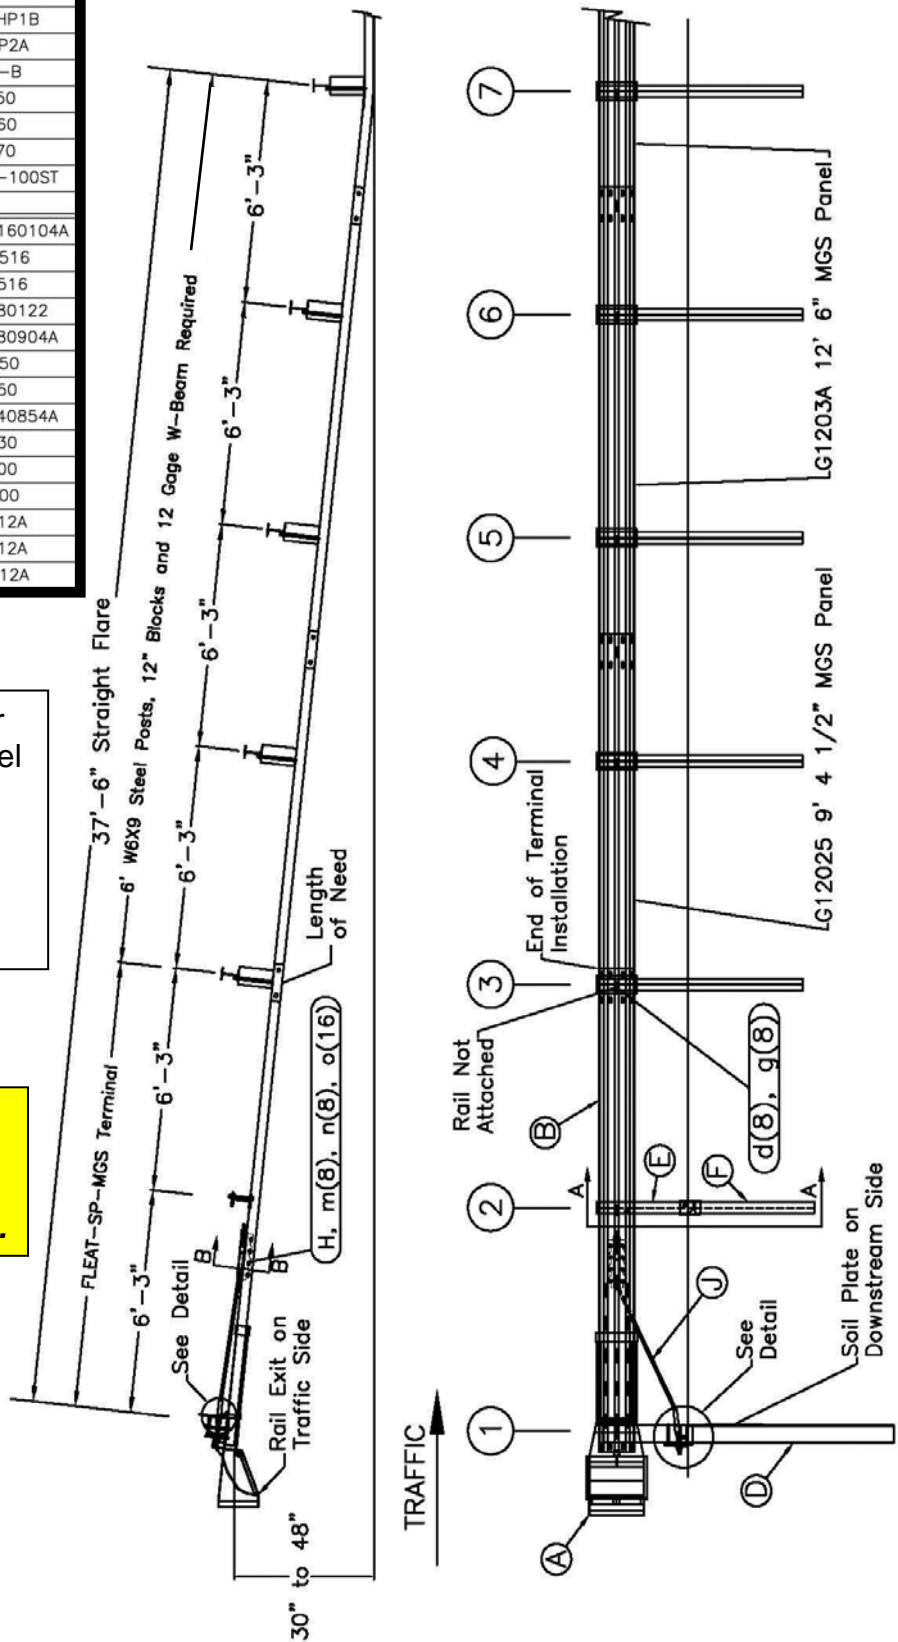 HP1B
P2A
-B
50
60
70
-100ST
160104A
516
516
80122
80904A
50
50
40854A
30
00
00
12A
12A
12A
r
el
.
37'-6" Straight Flare
FLEAT-SP-MGS Terminal
6' W6X9 Steel Posts, 12" Blocks and 12 Gage W-Beam Required
6'-3"
6'-3"
6'-3"
6'-3"
6'-3"
6'-3"
See Detail
B
B
Rail Exit on
Traffic Side
H, m(8), n(8), o(16)
Length
of Need
30" to 48"
TRAFFIC
1
2
3
4
5
6
7
Rail Not
Attached
End of Terminal
Installation
A
B
A
E
F
A
J
D
See
Detail
Soil Plate on
Downstream Side
d(8), g(8)
LG12025 9' 4 1/2" MGS Panel
LG1203A 12' 6" MGS Panel